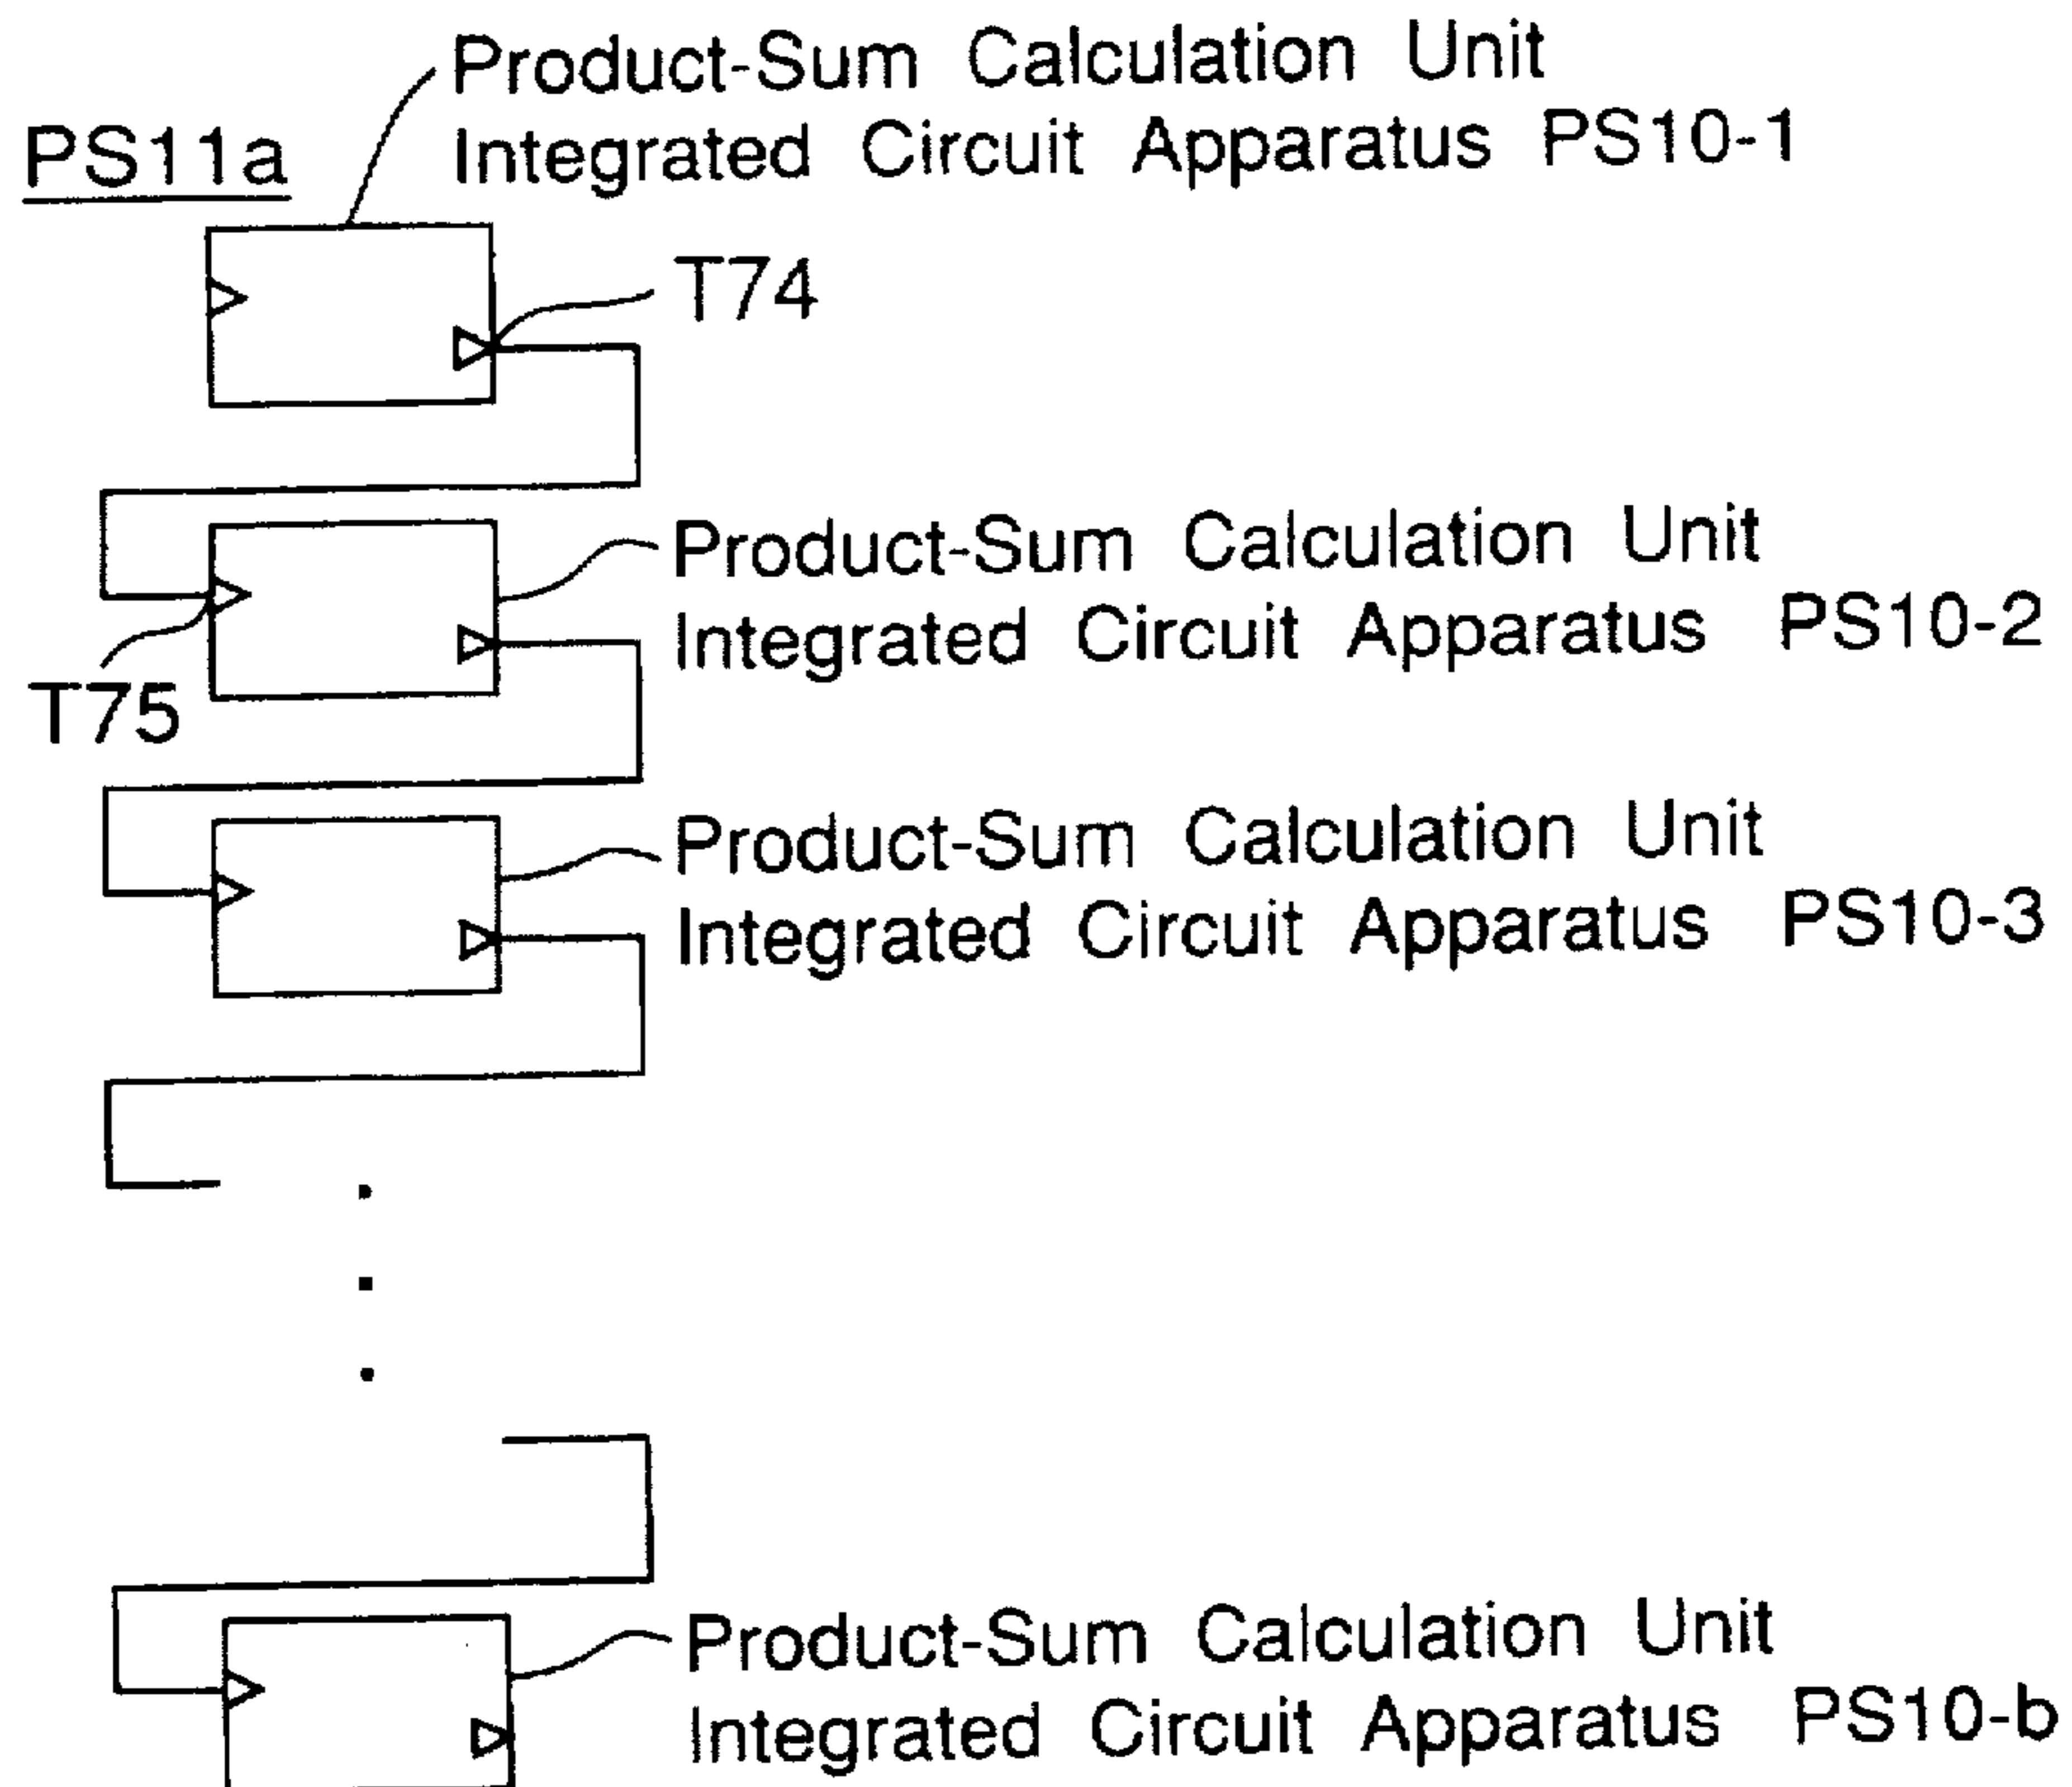 Product-Sum Calculation Unit
Integrated Circuit Apparatus PS10-1
PS11a
T74
Product-Sum Calculation Unit
Integrated Circuit Apparatus PS10-2
T75
Product-Sum Calculation Unit
Integrated Circuit Apparatus PS10-3
Product-Sum Calculation Unit
Integrated Circuit Apparatus PS10-b